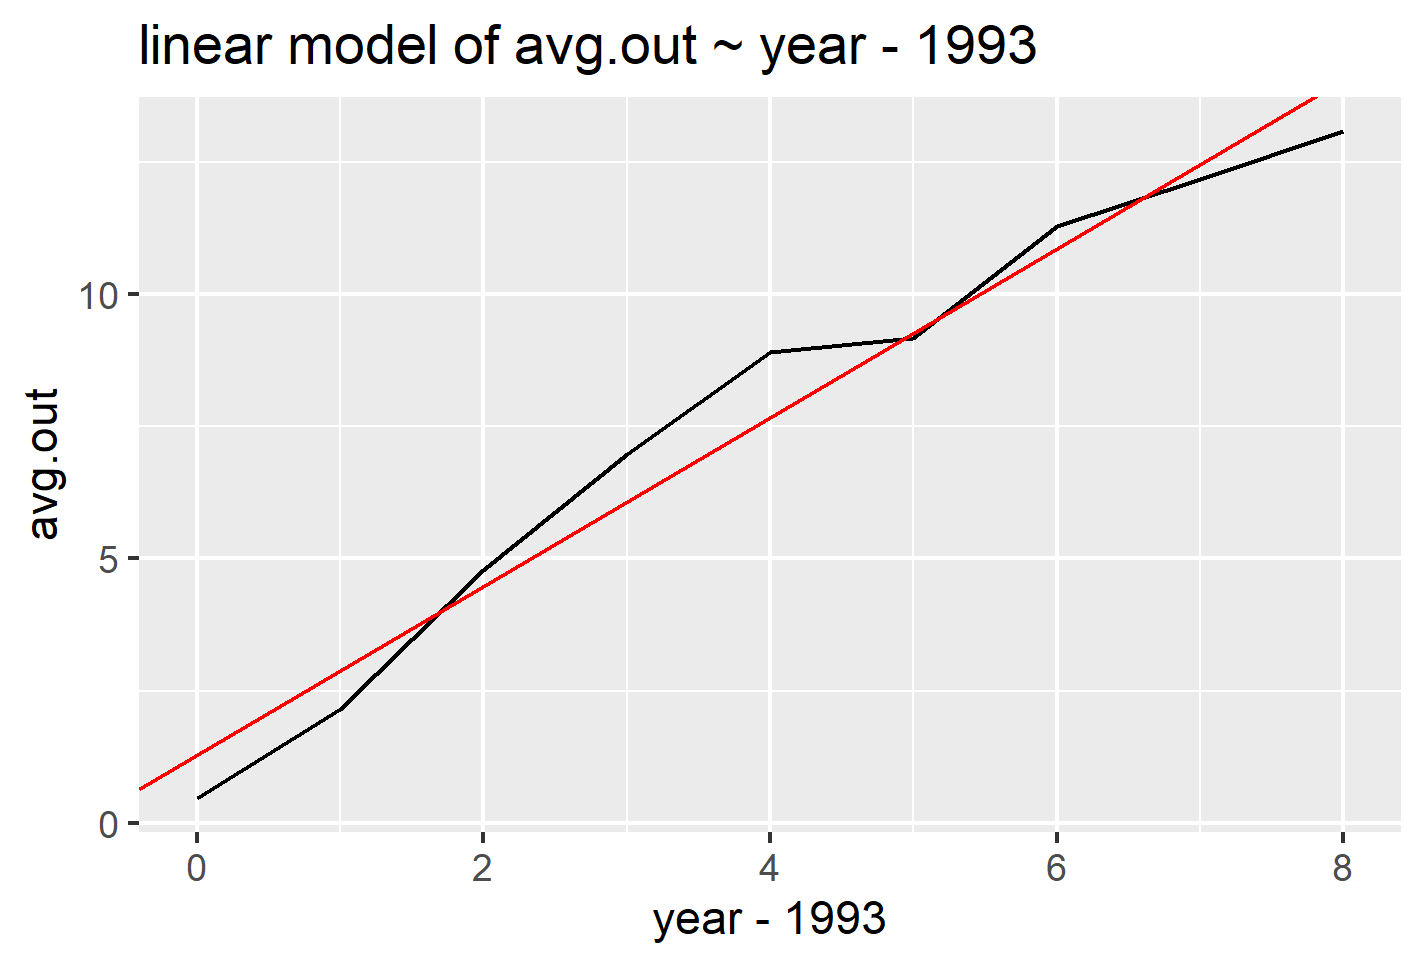 linear model of avg.out ~ year - 1993
avg.out
10
5
0
0 2 4 6 8
year - 1993